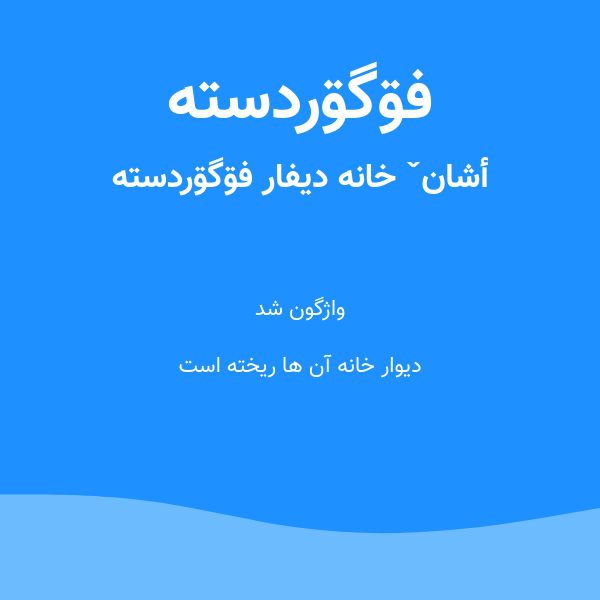 فۊگۊردسته
أشانˇ خانه دیفار فۊگۊردسته
واژگون شد
دیوار خانه آن ها ریخته است